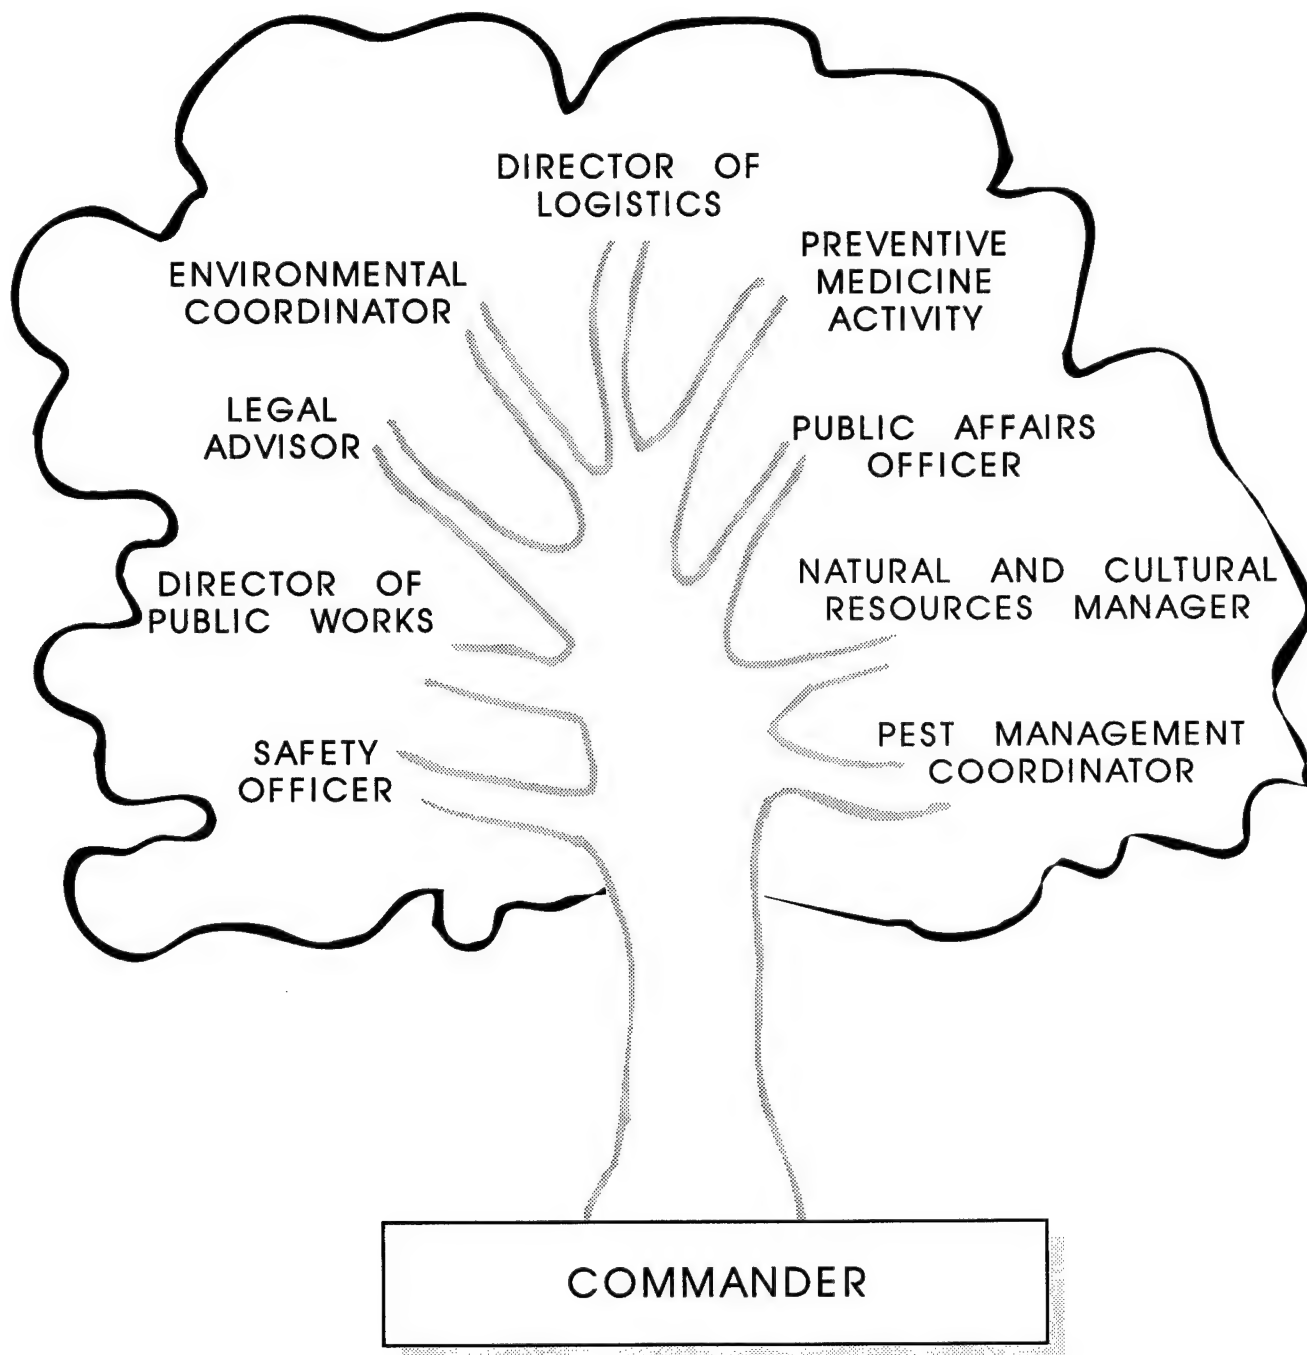 DIRECTOR OF
LOGISTICS
PREVENTIVE
MEDICINE
ACTIVITY
ENVIRONMENTAL
COORDINATOR
LEGAL
ADVISOR
PUBLIC AFFAIRS
OFFICER
DIRECTOR OF
PUBLIC WORKS
NATURAL AND CULTURAL
RESOURCES MANAGER
SAFETY
OFFICER
PEST MANAGEMENT
COORDINATOR
COMMANDER